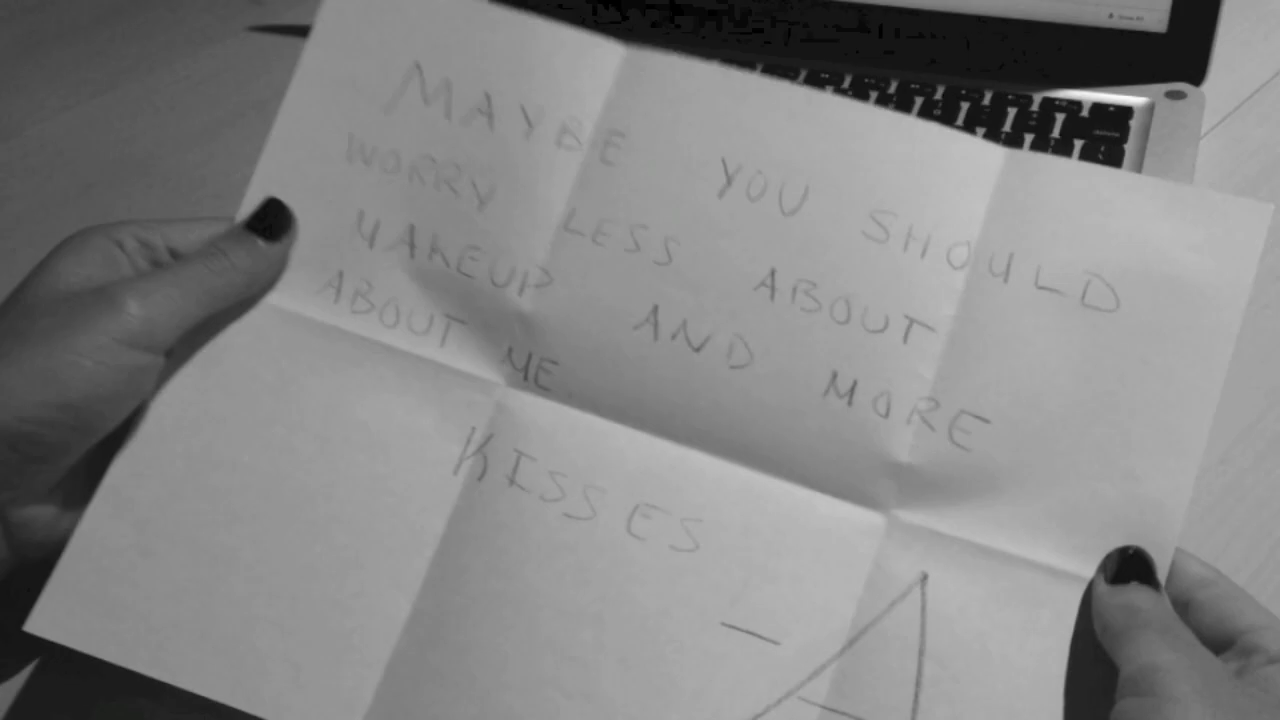 MAYBE YOU SHOULD
WORRY LESS ABOUT
MAKEUP AND MORE
ABOUT ME
KISSES
- A